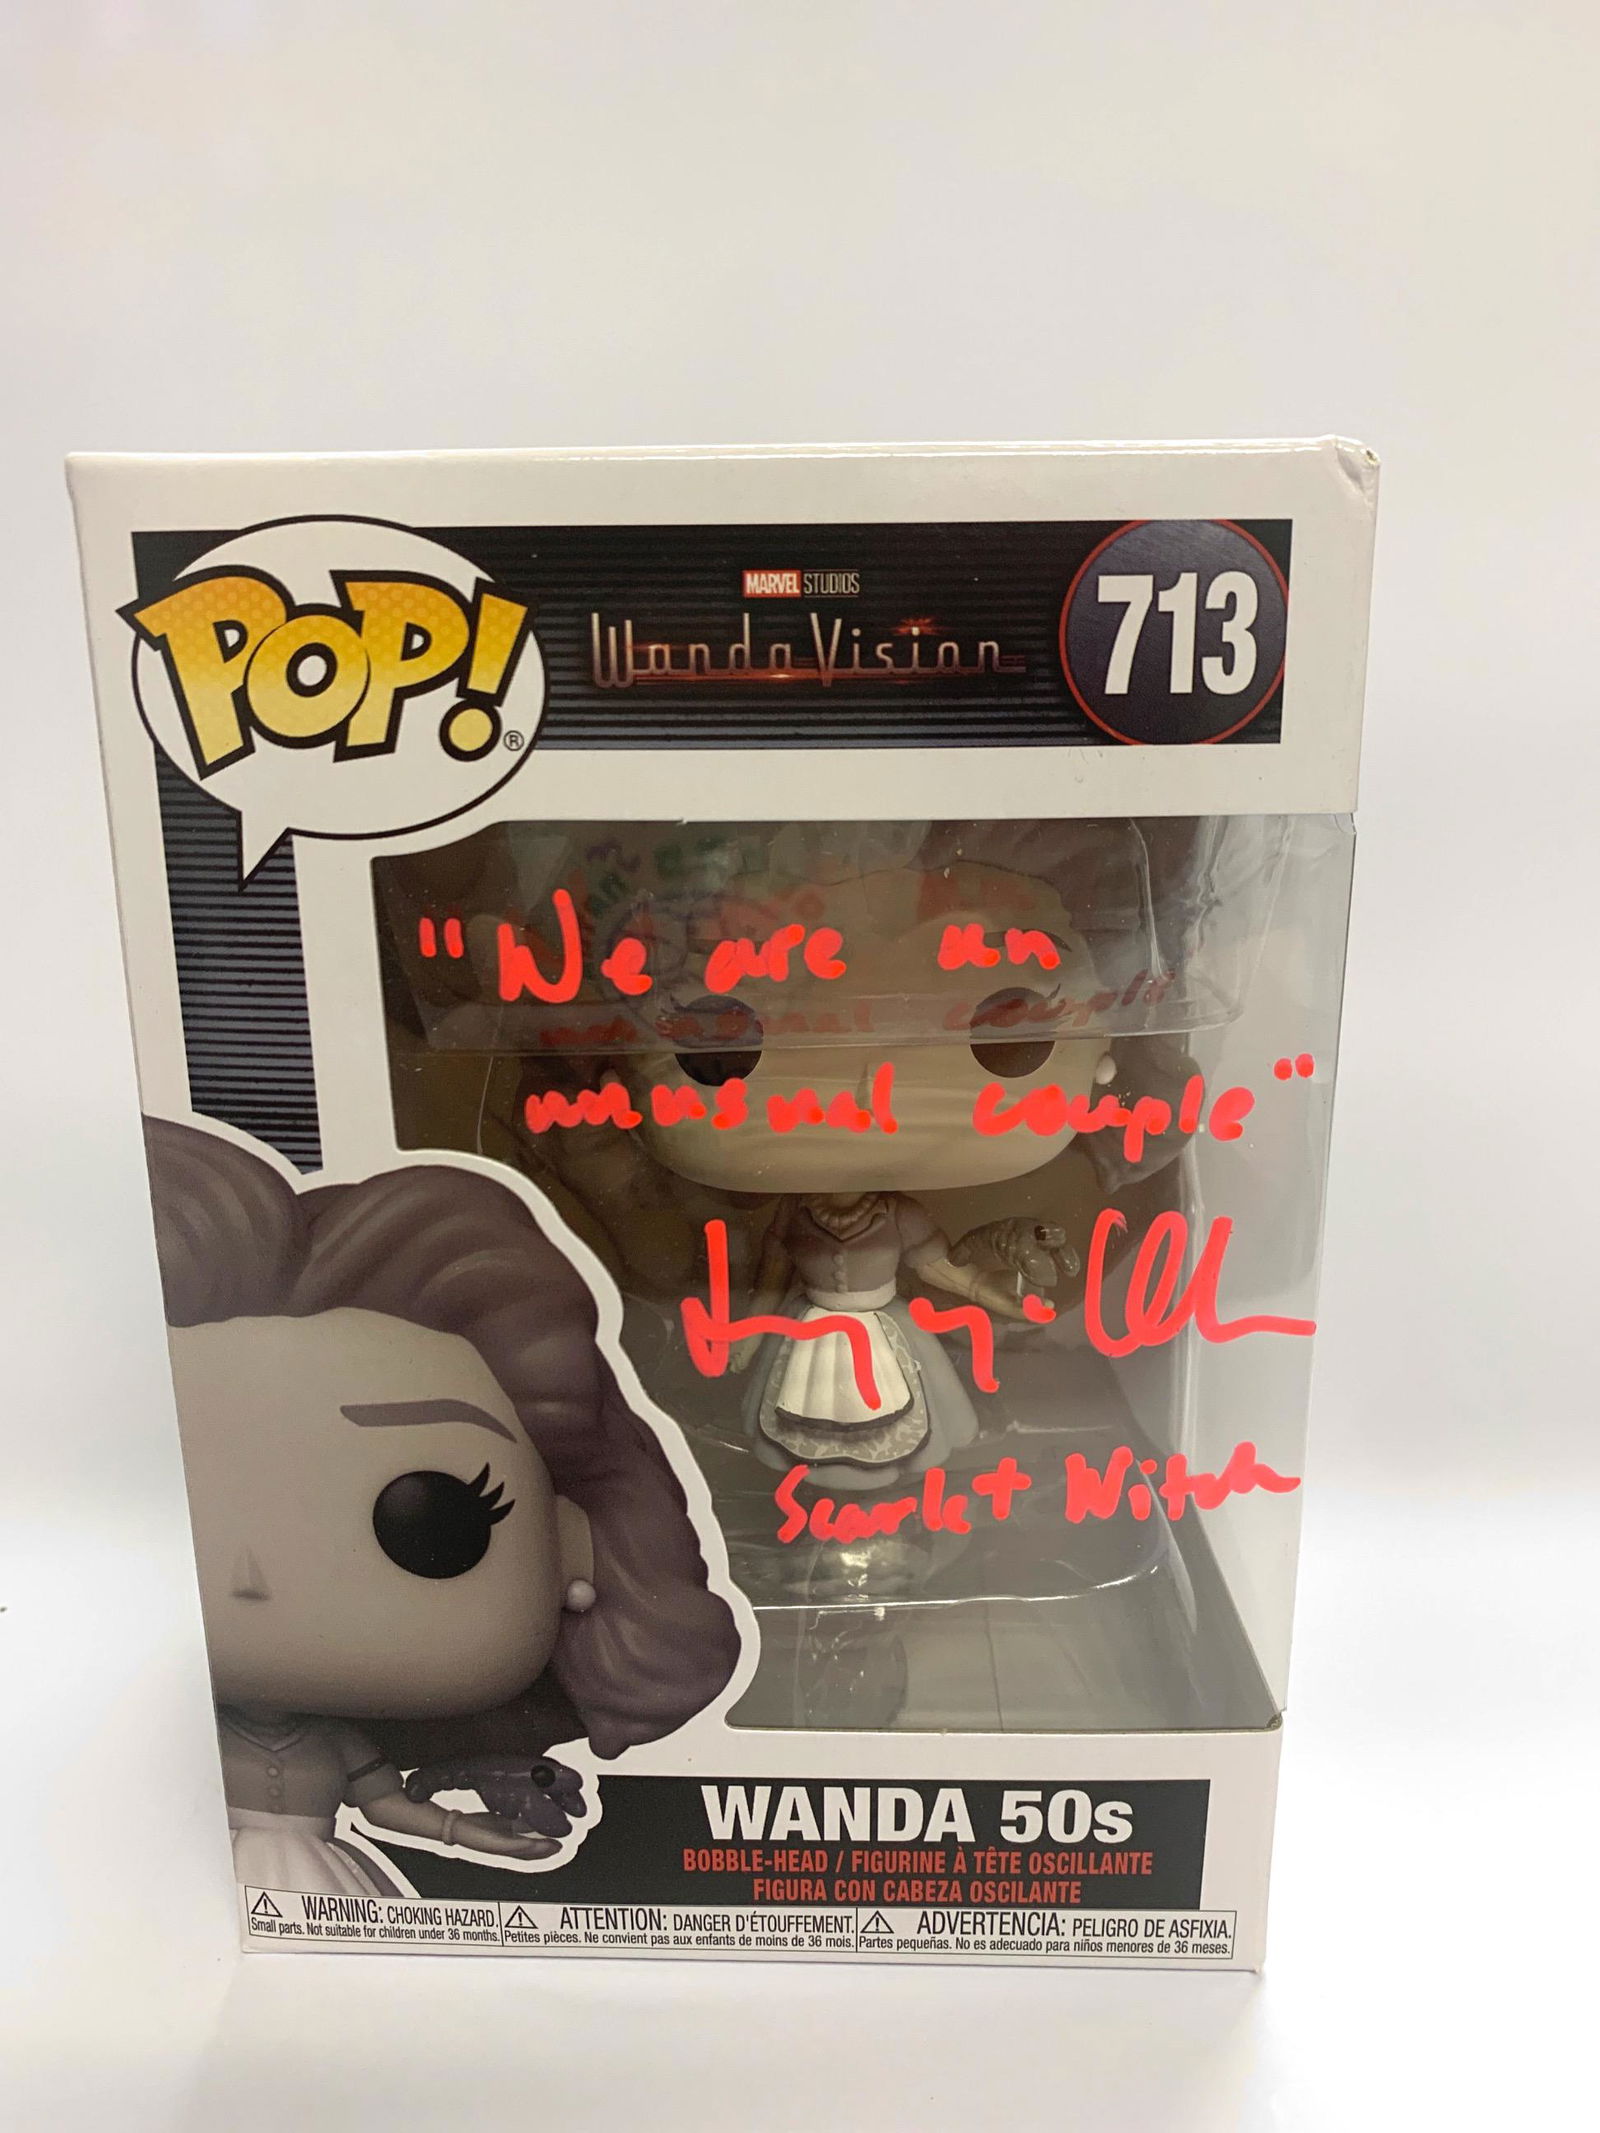 POP!®
MARVEL STUDIOS
WandaVision
713
"We are an
unusual couple"
Scarlet Witch
WANDA 50s
BOBBLE-HEAD / FIGURINE À TÊTE OSCILLANTE
FIGURA CON CABEZA OSCILANTE
WARNING: CHOKING HAZARD.
Small parts. Not suitable for children under 36 months.
ATTENTION: DANGER D'ÉTOUFFEMENT.
Petites pièces. Ne convient pas aux enfants de moins de 36 mois.
ADVERTENCIA: PELIGRO DE ASFIXIA.
Partes pequeñas. No es adecuado para niños menores de 36 meses.